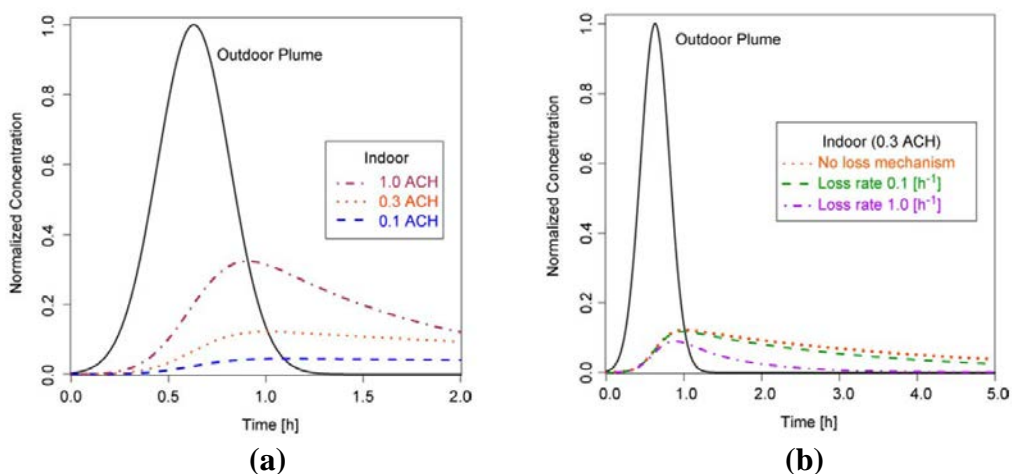 Normalized Concentration
1.0
0.8
0.6
0.4
0.2
0.0
Outdoor Plume
Indoor
1.0 ACH
0.3 ACH
0.1 ACH
0.0 0.5 1.0 1.5 2.0
Time [h]
(a)
Normalized Concentration
1.0
0.8
0.6
0.4
0.2
0.0
Outdoor Plume
Indoor (0.3 ACH)
No loss mechanism
Loss rate 0.1 [h⁻¹]
Loss rate 1.0 [h⁻¹]
0.0 1.0 2.0 3.0 4.0 5.0
Time [h]
(b)